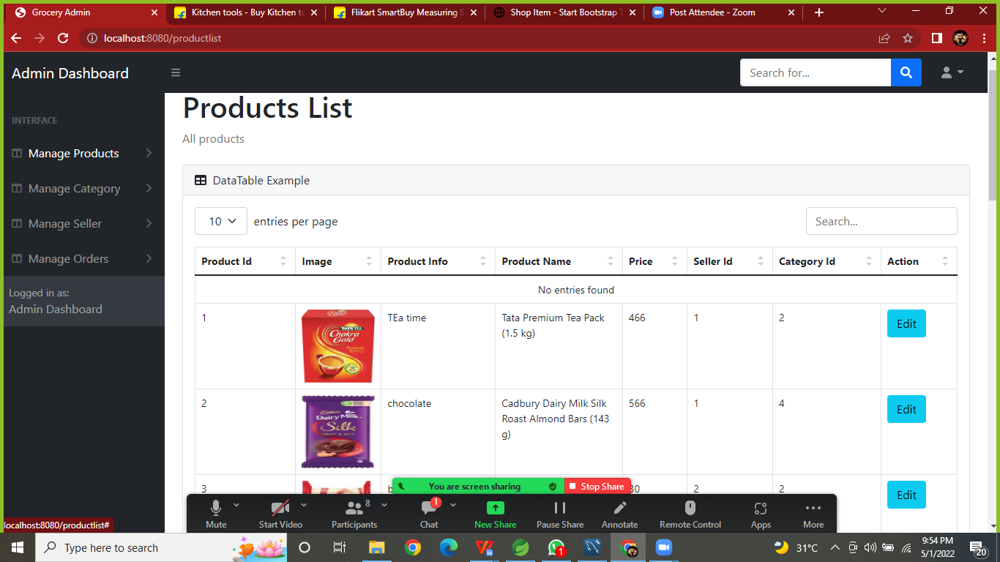 Grocery Admin
Kitchen tools - Buy Kitchen to
Flikart SmartBuy Measuring S
Shop Item - Start Bootstrap T
Post Attendee - Zoom
localhost:8080/productlist
Admin Dashboard
Search for...
INTERFACE
Manage Products
Manage Category
Manage Seller
Manage Orders
Logged in as:
Admin Dashboard
Products List
All products
DataTable Example
10 entries per page
Search...
Product Id Image Product Info Product Name Price Seller Id Category Id Action
No entries found
1 TEa time Tata Premium Tea Pack 466 1 2 Edit
(1.5 kg)
TATA TEA
Chakra
Gold
2 chocolate Cadbury Dairy Milk Silk 566 1 4 Edit
Roast Almond Bars (143
g)
Cadbury
Dairy Milk
Silk
FRUIT & NUT
3 b 30 2 2 Edit
You are screen sharing Stop Share
8
1
Mute Start Video Participants Chat New Share Pause Share Annotate Remote Control Apps More
localhost:8080/productlist#
Type here to search
1
31°C
9:54 PM
5/1/2022
20